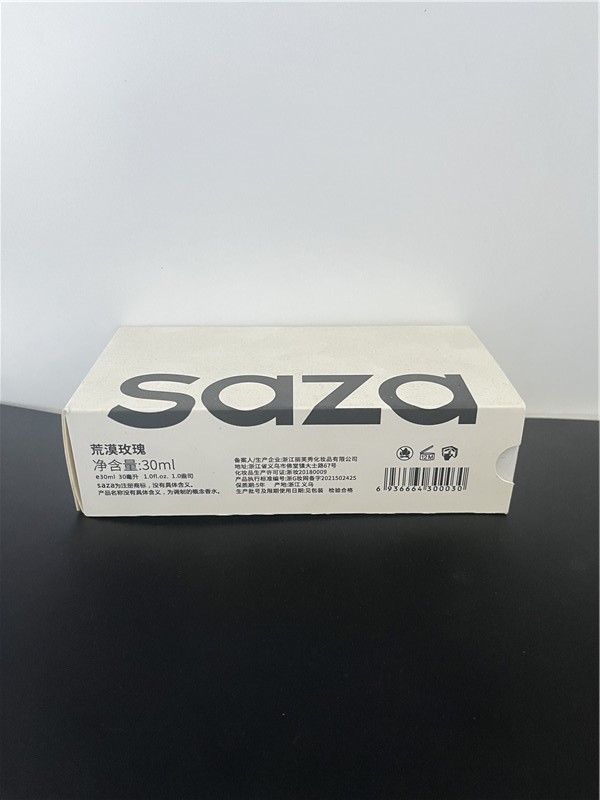 saza
荒漠玫瑰
净含量:30ml
e30ml 30毫升 1.0fl.oz. 1.0盎司
saza为注册商标，没有具体含义。
产品名称没有具体含义，为调制的概念香水。
备案人/生产企业:浙江丽芙秀化妆品有限公司
地址:浙江省义乌市佛堂镇大士路67号
化妆品生产许可证:浙妆20180009
产品执行标准编号:浙G妆网备字2021502425
保质期:5年 产地:浙江 义乌
生产批号及限期使用日期:见包装 检验合格
12M
6 936664 300030